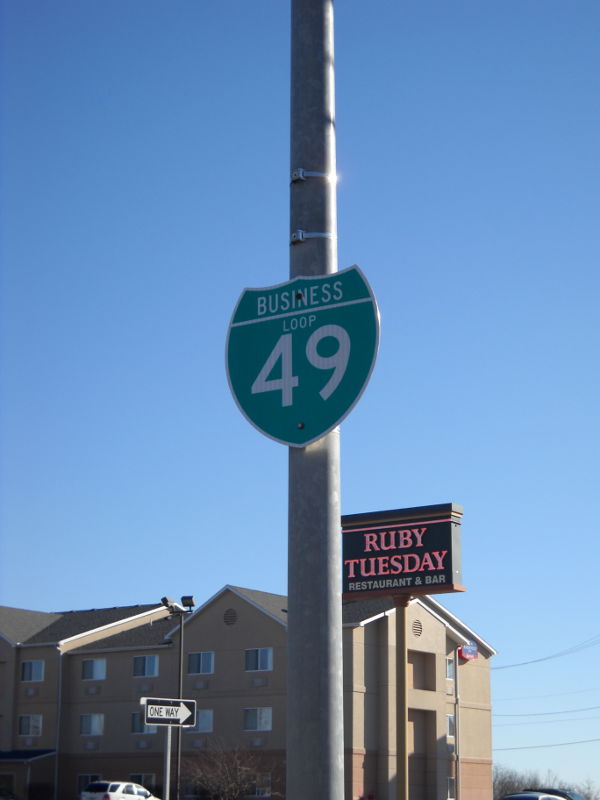 BUSINESS
LOOP
49
RUBY
TUESDAY
RESTAURANT & BAR
ONE WAY